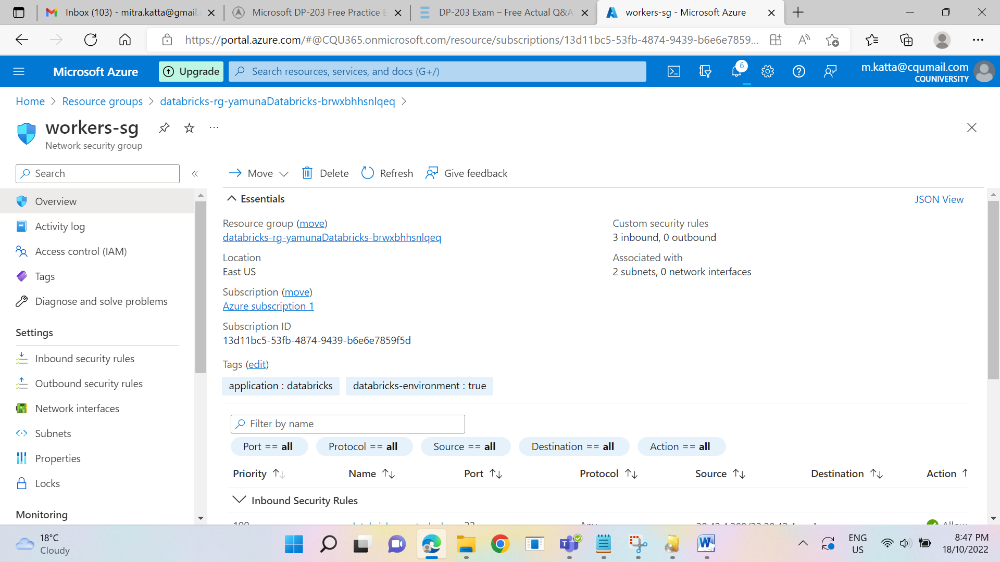 Inbox (103) - mitra.katta@gmail.c
Microsoft DP-203 Free Practice E
DP-203 Exam – Free Actual Q&A
workers-sg - Microsoft Azure
https://portal.azure.com/#@CQU365.onmicrosoft.com/resource/subscriptions/13d11bc5-53fb-4874-9439-b6e6e7859...
Microsoft Azure
Upgrade
Search resources, services, and docs (G+/)
6
m.katta@cqumail.com
CQUNIVERSITY
Home > Resource groups > databricks-rg-yamunaDatabricks-brwxbhhsnlqeq >
workers-sg
Network security group
Search
Move
Delete
Refresh
Give feedback
Overview
Activity log
Access control (IAM)
Tags
Diagnose and solve problems
Settings
Inbound security rules
Outbound security rules
Network interfaces
Subnets
Properties
Locks
Monitoring
Essentials
JSON View
Resource group (move)
databricks-rg-yamunaDatabricks-brwxbhhsnlqeq
Location
East US
Subscription (move)
Azure subscription 1
Subscription ID
13d11bc5-53fb-4874-9439-b6e6e7859f5d
Custom security rules
3 inbound, 0 outbound
Associated with
2 subnets, 0 network interfaces
Tags (edit)
application : databricks
databricks-environment : true
Filter by name
Port == all
Protocol == all
Source == all
Destination == all
Action == all
Priority
Name
Port
Protocol
Source
Destination
Action
Inbound Security Rules
18°C
Cloudy
ENG
US
8:47 PM
18/10/2022